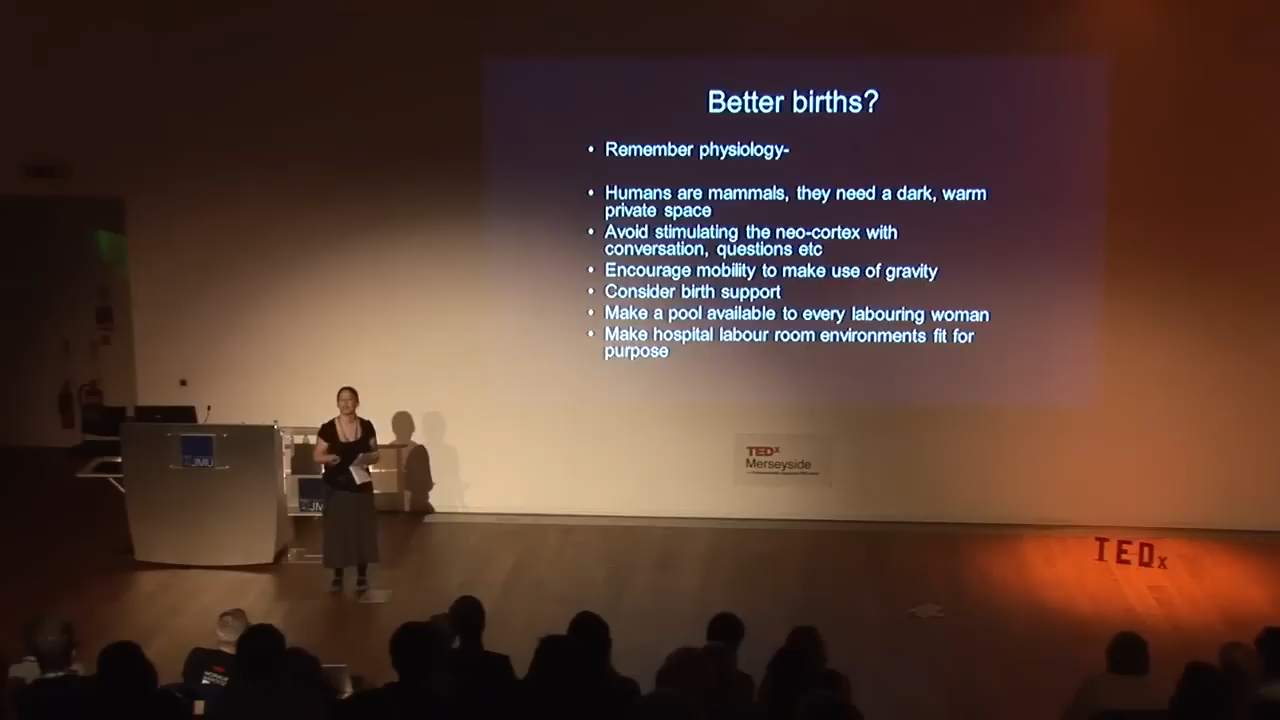 Better births?
• Remember physiology-
• Humans are mammals, they need a dark, warm
private space
• Avoid stimulating the neo-cortex with
conversation, questions etc
• Encourage mobility to make use of gravity
• Consider birth support
• Make a pool available to every labouring woman
• Make hospital labour room environments fit for
purpose
JMU
JM
TEDx
Merseyside
TEDx